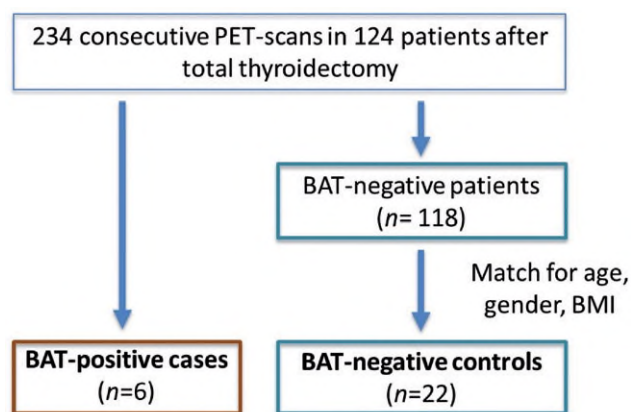 234 consecutive PET-scans in 124 patients after
total thyroidectomy
BAT-negative patients
(n= 118)
Match for age,
gender, BMI
BAT-positive cases
(n=6)
BAT-negative controls
(n=22)